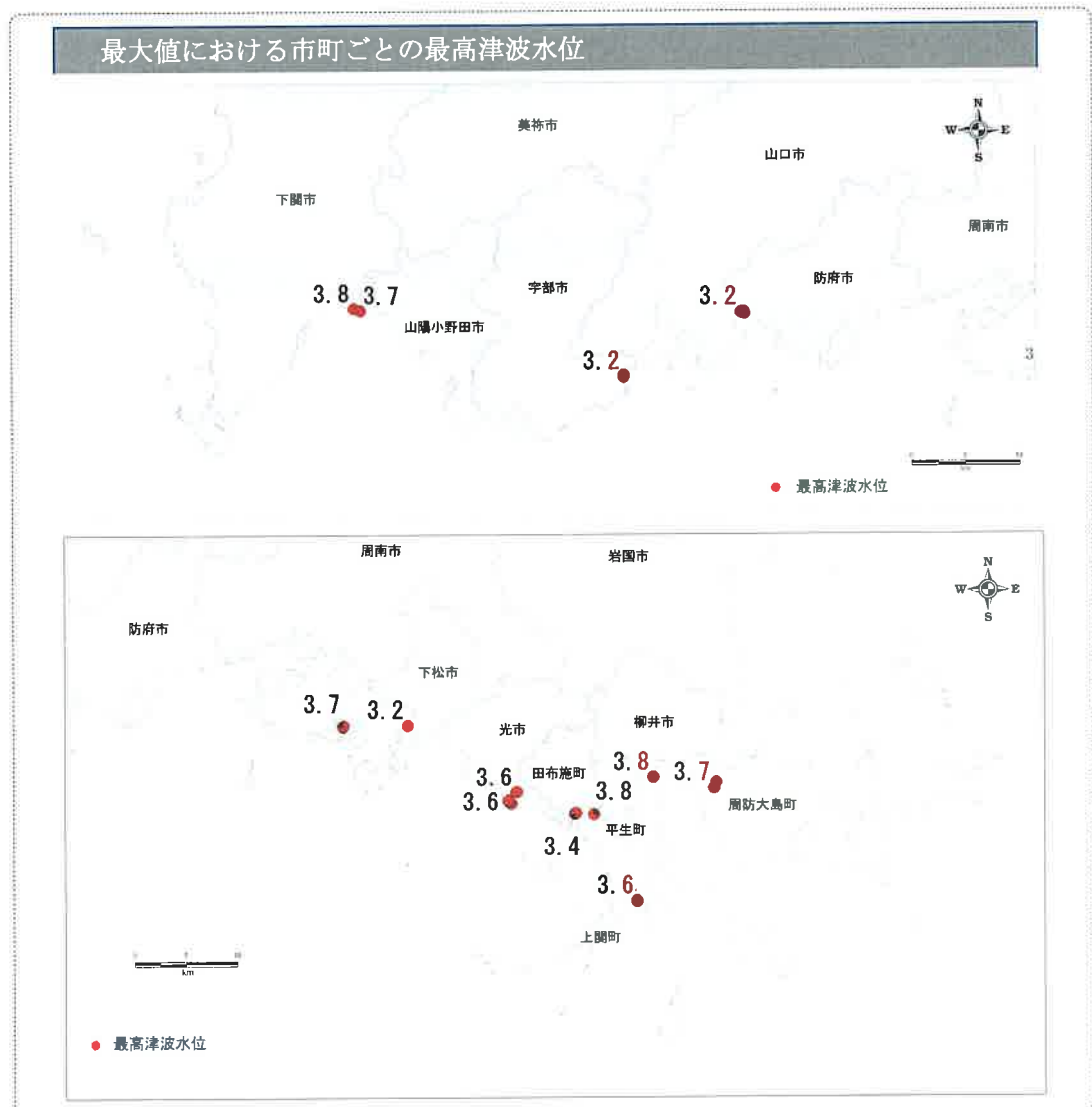 最大値における市町ごとの最高津波水位
美祢市
N
W E
S
山口市
下関市
周南市
防府市
宇部市
3.8 3.7
3.2
山陽小野田市
3
3.2
最高津波水位
周南市
岩国市
N
W E
S
防府市
下松市
3.7
3.2
柳井市
光市
3.8
3.7
3.6
田布施町
3.8
3.6
周防大島町
平生町
3.4
3.6
上関町
km
最高津波水位